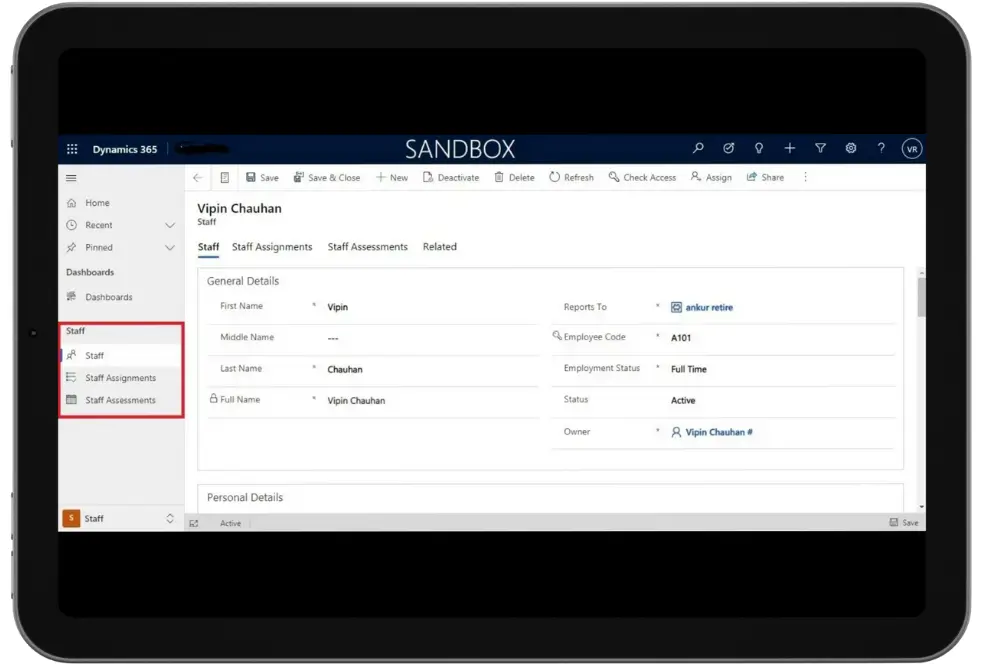 Dynamics 365 SANDBOX ? VR
Save Save & Close New Deactivate Delete Refresh Check Access Assign Share
Home
Recent
Pinned
Dashboards
Dashboards
Staff
Staff
Staff Assignments
Staff Assessments
S Staff
Vipin Chauhan
Staff
Staff Staff Assignments Staff Assessments Related
General Details
First Name * Vipin
Middle Name ---
Last Name * Chauhan
Full Name * Vipin Chauhan
Reports To * ankur retire
Employee Code * A101
Employment Status * Full Time
Status Active
Owner * Vipin Chauhan #
Personal Details
Active Save